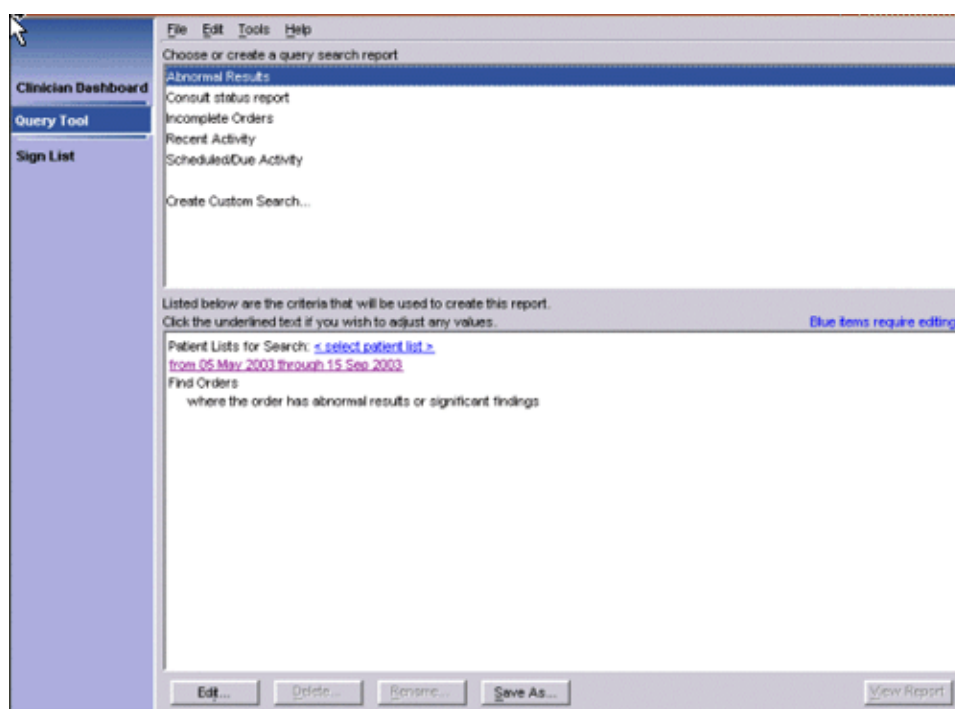 File Edit Tools Help
Choose or create a query search report
Abnormal Results
Clinician Dashboard
Consult status report
Query Tool
Incomplete Orders
Recent Activity
Sign List
Scheduled/Due Activity
Create Custom Search...
Listed below are the criteria that will be used to create this report.
Click the underlined text if you wish to adjust any values.
Blue items require editing
Patient Lists for Search: < select patient list >
from 05 May 2003 through 15 Sep 2003
Find Orders
where the order has abnormal results or significant findings
Edit... Delete... Rename... Save As... View Report